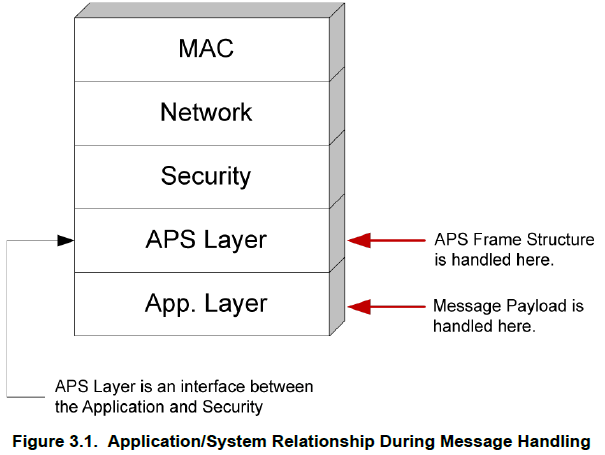 MAC
Network
Security
APS Layer
APS Frame Structure
is handled here.
App. Layer
Message Payload is
handled here.
APS Layer is an interface between
the Application and Security
Figure 3.1. Application/System Relationship During Message Handling